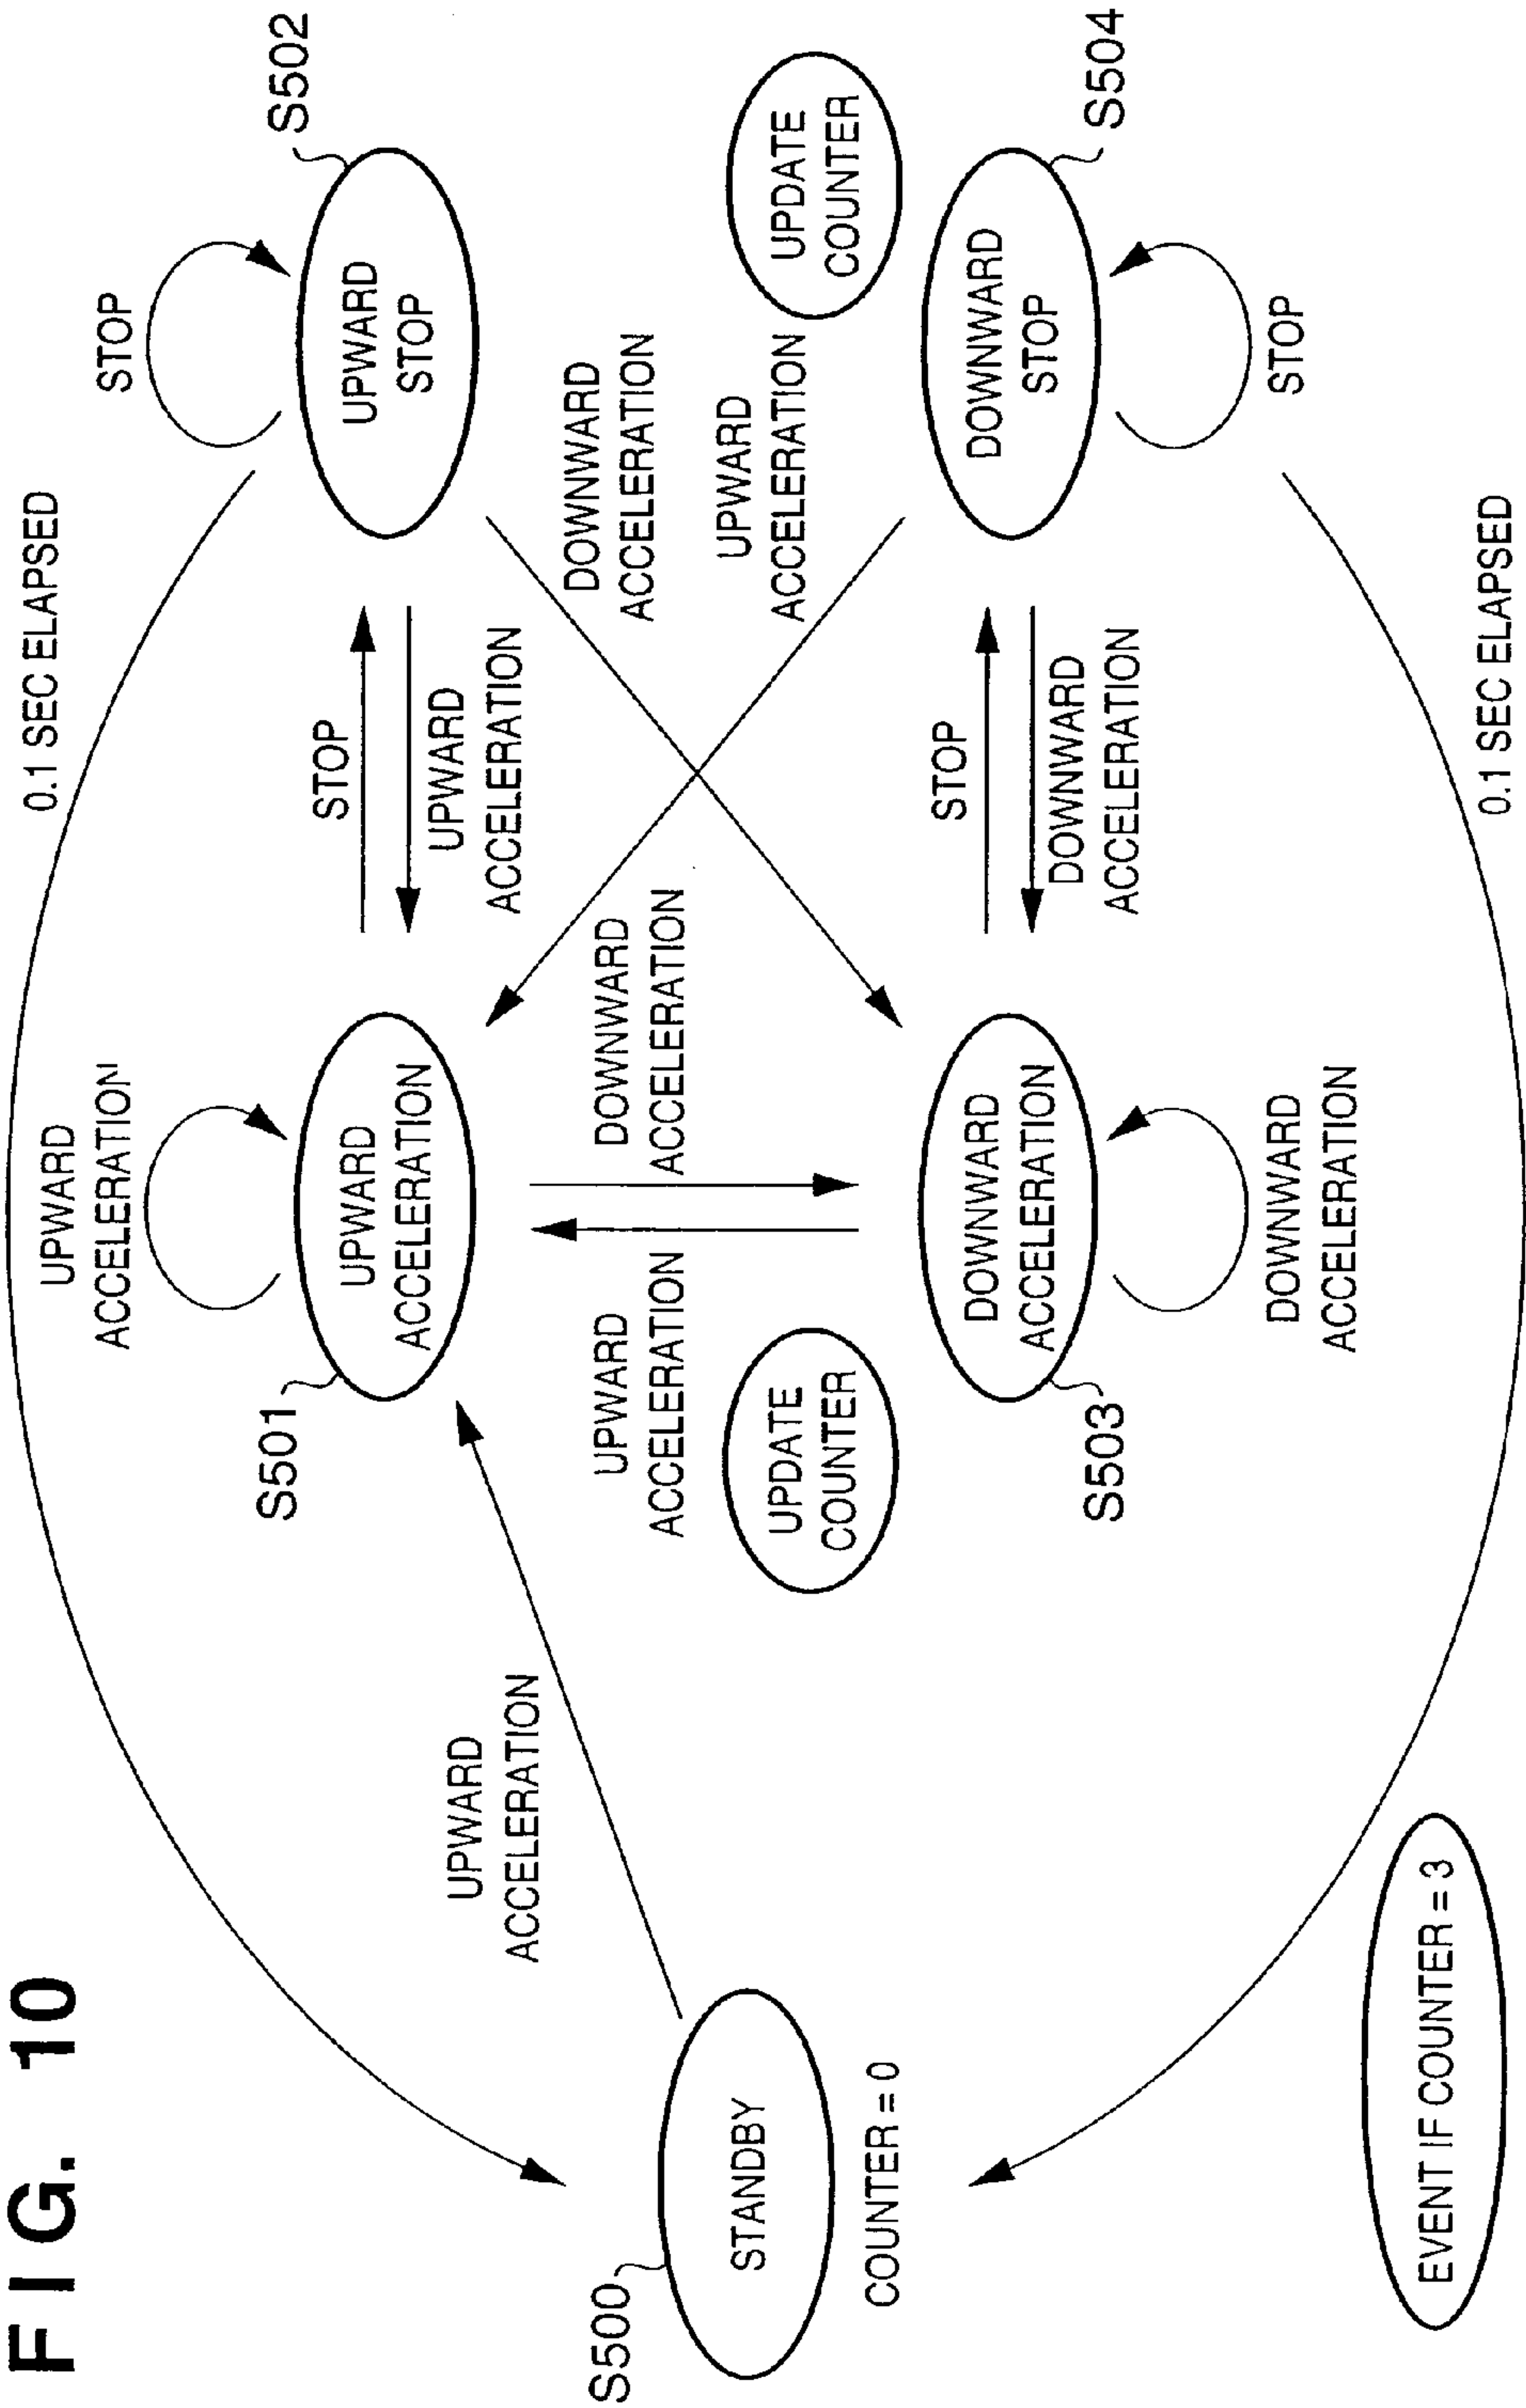 FIG. 10
0.1 SEC ELAPSED
UPWARD
ACCELERATION
STOP
S501
UPWARD
ACCELERATION
STOP
UPWARD
ACCELERATION
UPWARD
STOP
S502
UPWARD
ACCELERATION
UPWARD
ACCELERATION
DOWNWARD
ACCELERATION
DOWNWARD
ACCELERATION
UPWARD
ACCELERATION
UPDATE
COUNTER
UPDATE
COUNTER
S500
STANDBY
COUNTER = 0
S503
DOWNWARD
ACCELERATION
STOP
DOWNWARD
ACCELERATION
DOWNWARD
STOP
S504
DOWNWARD
ACCELERATION
STOP
EVENT IF COUNTER = 3
0.1 SEC ELAPSED